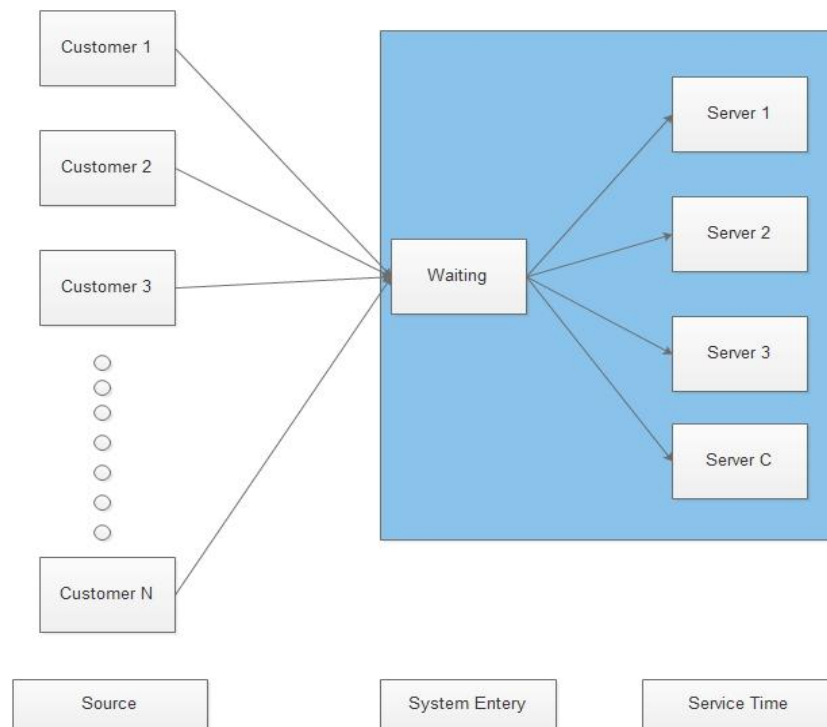 Customer 1
Customer 2
Customer 3
Customer N
Waiting
Server 1
Server 2
Server 3
Server C
Source
System Entery
Service Time